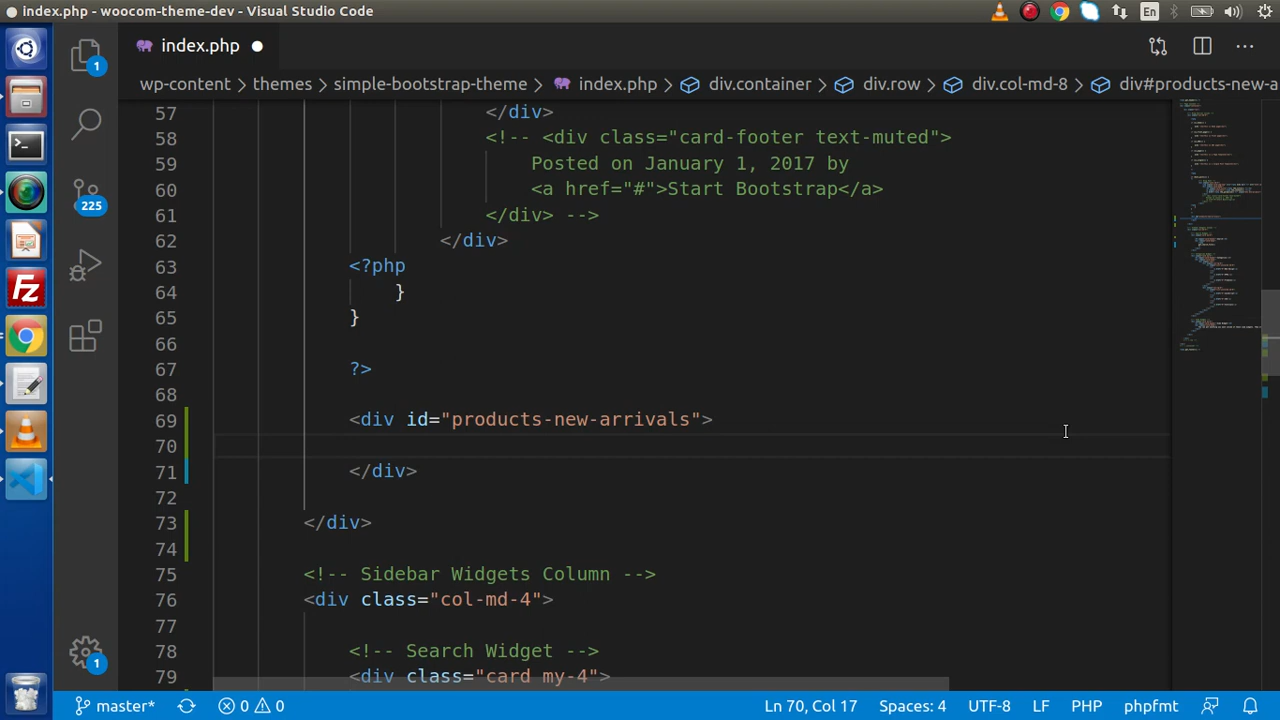 index.php - woocom-theme-dev - Visual Studio Code
En
index.php
wp-content
themes
simple-bootstrap-theme
index.php
div.container
div.row
div.col-md-8
div#products-new-a
57 </div>
58 <!-- <div class="card-footer text-muted">
59 Posted on January 1, 2017 by
60 <a href="#">Start Bootstrap</a>
61 </div> -->
62 </div>
63 <?php
64 }
65 }
66
67 ?>
68
69 <div id="products-new-arrivals">
70
71 </div>
72
73 </div>
74
75 <!-- Sidebar Widgets Column -->
76 <div class="col-md-4">
77
78 <!-- Search Widget -->
79 <div class="card my-4">
1
225
1
Fz
master*
0
0
Ln 70, Col 17
Spaces: 4
UTF-8
LF
PHP
phpfmt